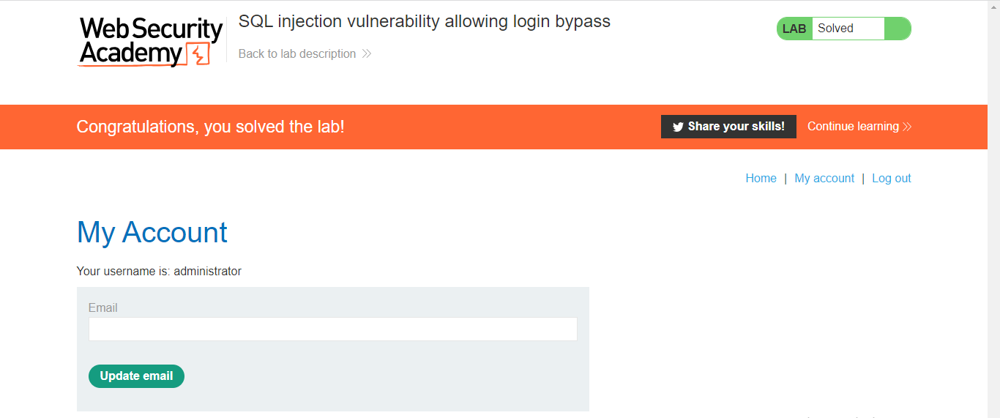 Web Security
Academy
SQL injection vulnerability allowing login bypass
Back to lab description
LAB Solved
Congratulations, you solved the lab!
Share your skills! Continue learning
Home | My account | Log out
My Account
Your username is: administrator
Email
Update email